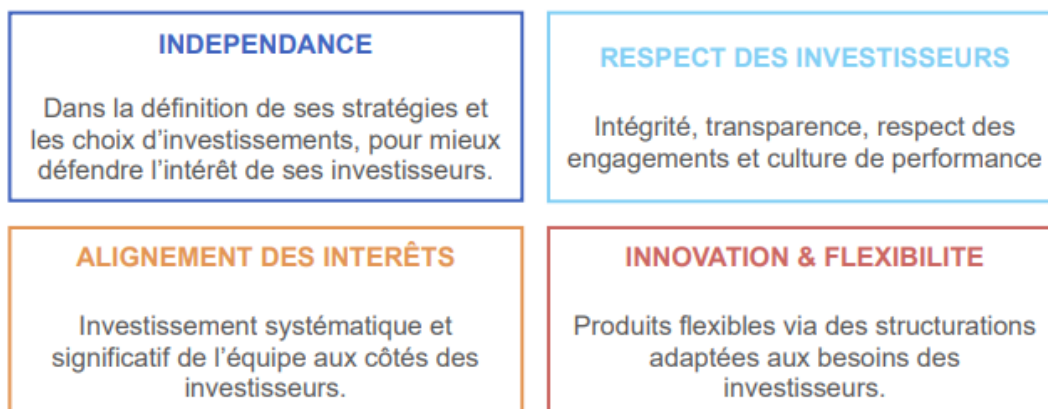 INDEPENDANCE
Dans la définition de ses stratégies et
les choix d’investissements, pour mieux
défendre l’intérêt de ses investisseurs.
RESPECT DES INVESTISSEURS
Intégrité, transparence, respect des
engagements et culture de performance
ALIGNEMENT DES INTERÊTS
Investissement systématique et
significatif de l’équipe aux côtés des
investisseurs.
INNOVATION & FLEXIBILITE
Produits flexibles via des structurations
adaptées aux besoins des
investisseurs.